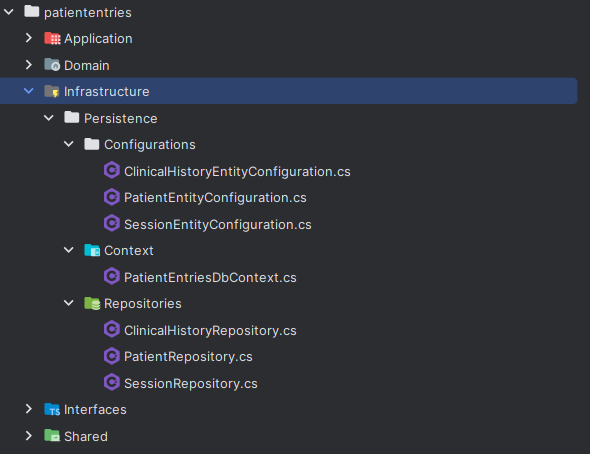 patiententries
Application
Domain
Infrastructure
Persistence
Configurations
ClinicalHistoryEntityConfiguration.cs
PatientEntityConfiguration.cs
SessionEntityConfiguration.cs
Context
PatientEntriesDbContext.cs
Repositories
ClinicalHistoryRepository.cs
PatientRepository.cs
SessionRepository.cs
TS Interfaces
Shared